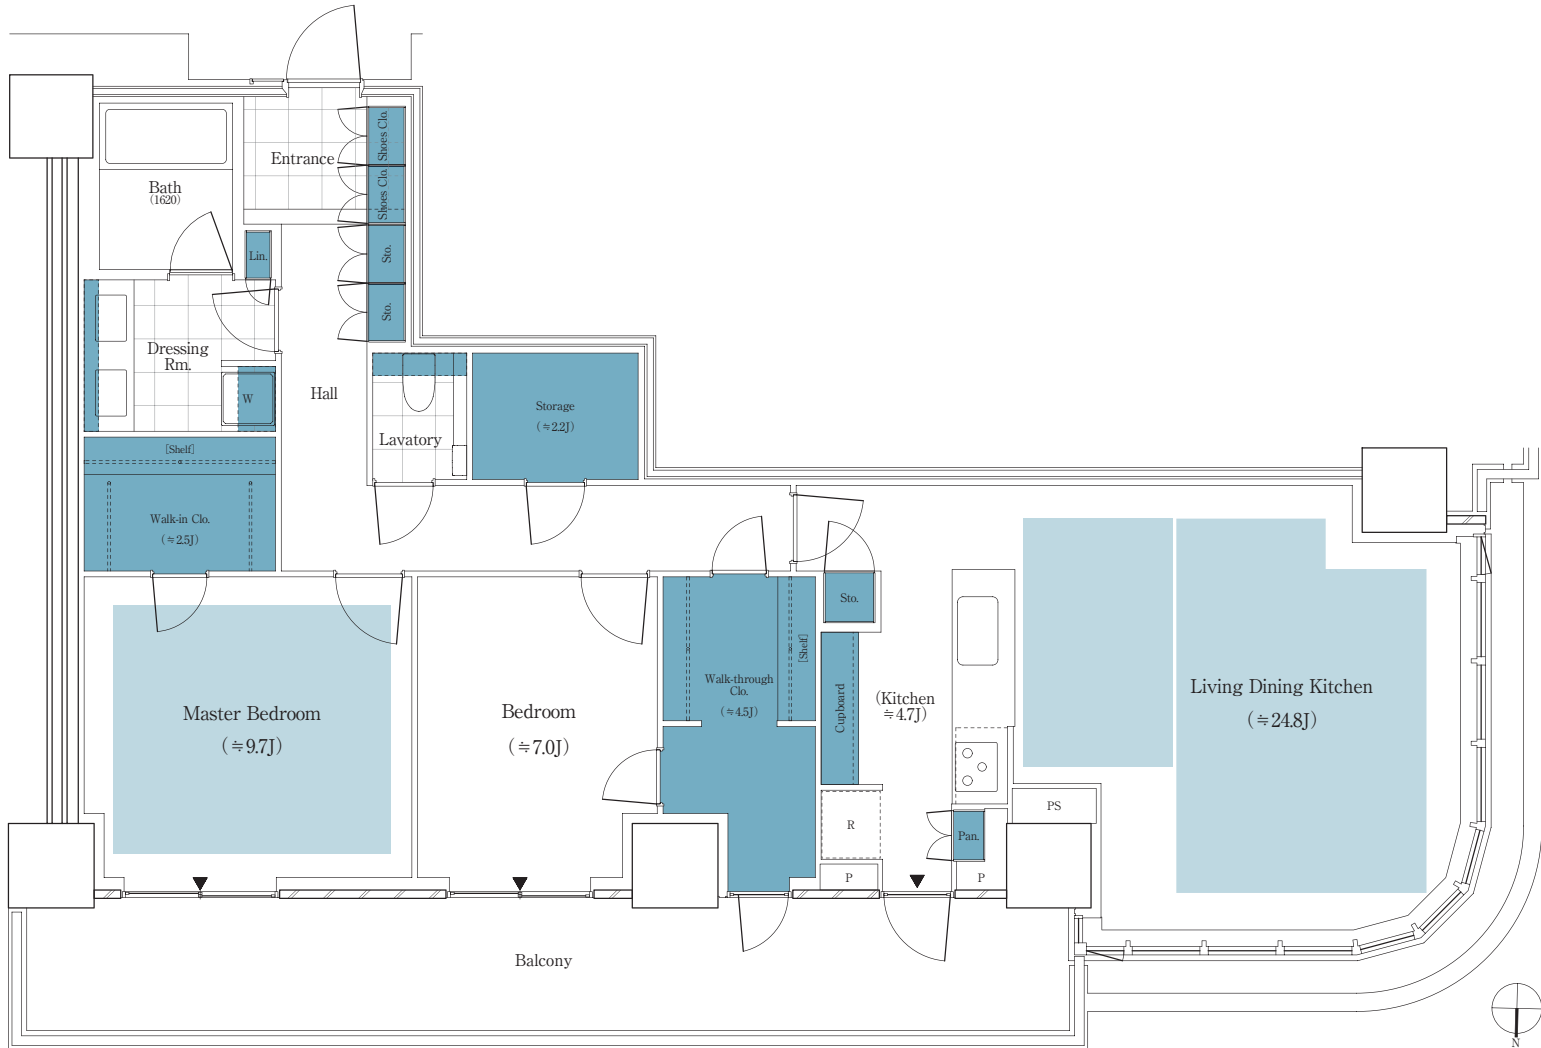 Shoes Clo.
Entrance
Bath
(1620)
Shoes Clo.
Lin.
Sto.
Sto.
Dressing
Rm.
Hall
W
Storage
(≒2.2J)
Lavatory
[Shelf]
Walk-in Clo.
(≒2.5J)
Sto.
[Shelf]
Walk-through
Clo.
(≒4.5J)
Cupboard
(Kitchen
≒4.7J)
Living Dining Kitchen
(≒24.8J)
Master Bedroom
(≒9.7J)
Bedroom
(≒7.0J)
PS
R
Pan.
P
P
Balcony
N